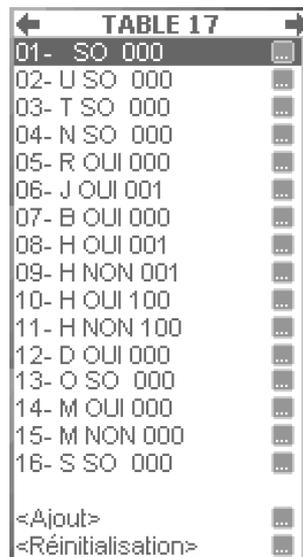 TABLE 17
01- SO 000
02- U SO 000
03- T SO 000
04- N SO 000
05- R OUI 000
06- J OUI 001
07- B OUI 000
08- H OUI 001
09- H NON 001
10- H OUI 100
11- H NON 100
12- D OUI 000
13- O SO 000
14- M OUI 000
15- M NON 000
16- S SO 000
<Ajout>
<Réinitialisation>